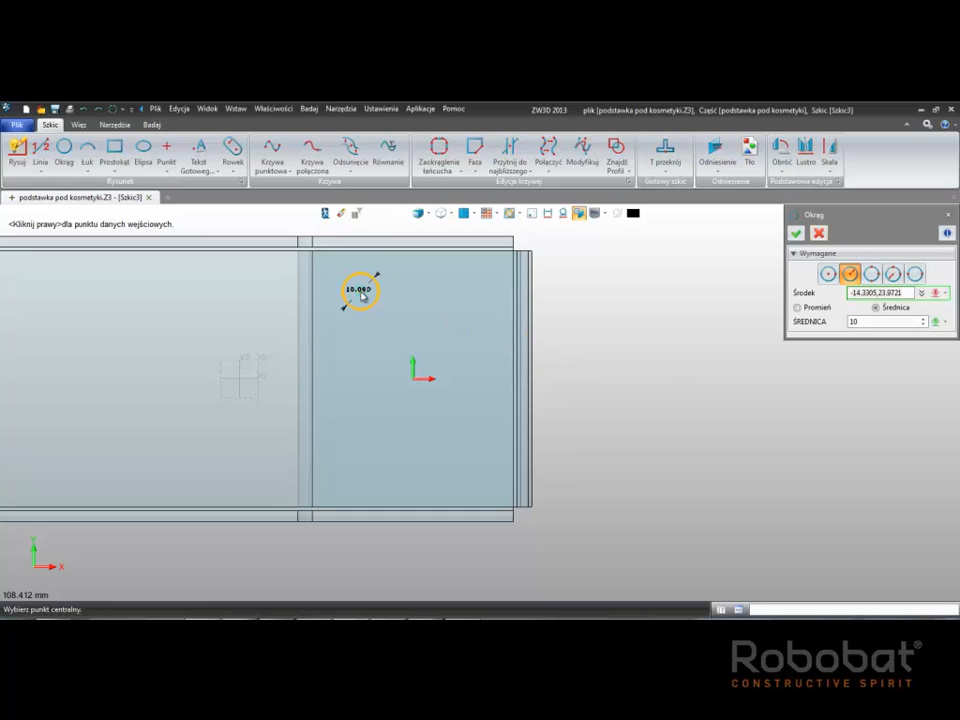 Plik Edycja Widok Wstaw Właściwości Badaj Narzędzia Ustawienia Aplikacje Pomoc ZW3D 2013 plik [podstawka pod kosmetyki.Z3], Część [podstawka pod kosmetyki], Szkic [Szkic3]
Plik Szkic Więz Narzędzia Badaj
Rysuj Linia Okrąg Łuk Prostokąt Elipsa Punkt Tekst Gotoweg... Rowek Krzywa punktowa Krzywa połączona Odsunięcie Równanie Zaokrąglenie łańcucha Faza Przytnij do najbliższego Połączyć Modyfikuj Znajdź Profil T przekrój Odniesienie Tło Obróć Lustro Skala
Rysunek Krzywa Edycja krzywej Gotowy szkic Odniesienie Podstawowa edycja
podstawka pod kosmetyki.Z3 - [Szkic3]
<Kliknij prawy>dla punktu danych wejściowych.
Okrąg
Wymagane
Środek -14.3305,23.9721
Promień Średnica
ŚREDNICA 10
10.000
Y
X
108.412 mm
Wybierz punkt centralny.
Robobat®
CONSTRUCTIVE SPIRIT